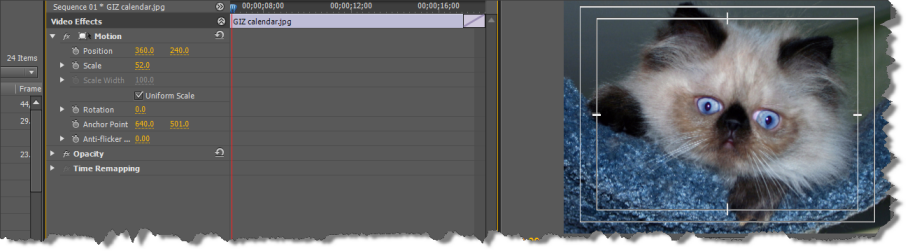 Sequence 01 * GIZ calendar.jpg
00;00;08;00 00;00;12;00 00;00;16;00
Video Effects
GIZ calendar.jpg
fx Motion
Position 360.0 240.0
24 Items
Scale 52.0
Scale Width 100.0
Frame
Uniform Scale
44,
Rotation 0.0
29.
Anchor Point 640.0 501.0
Anti-flicker ... 0.00
23.
fx Opacity
Time Remapping